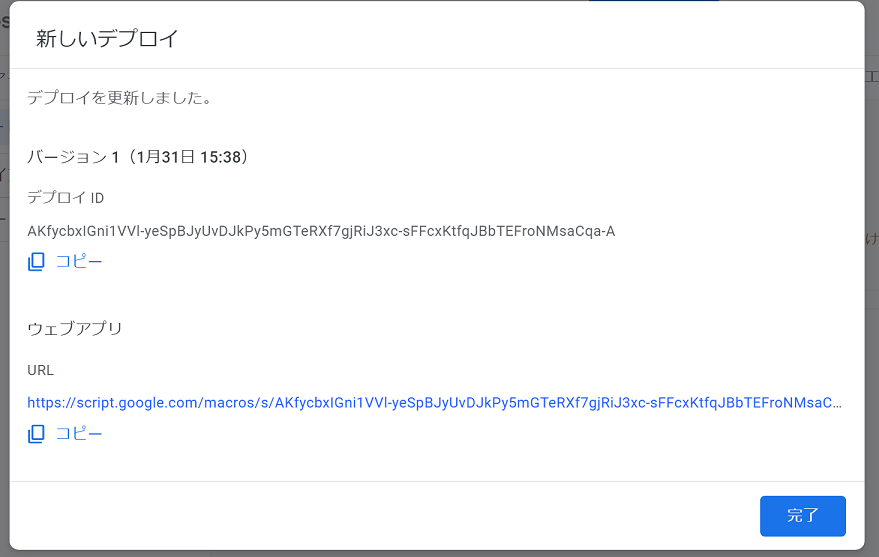 新しいデプロイ
デプロイを更新しました。
バージョン 1（1月31日 15:38）
デプロイ ID
AKfycbxIGni1VVl-yeSpBJyUvDJkPy5mGTeRXf7gjRiJ3xc-sFFcxKtfqJBbTEFroNMsaCqa-A
コピー
ウェブアプリ
URL
https://script.google.com/macros/s/AKfycbxIGni1VVl-yeSpBJyUvDJkPy5mGTeRXf7gjRiJ3xc-sFFcxKtfqJBbTEFroNMsaC...
コピー
完了